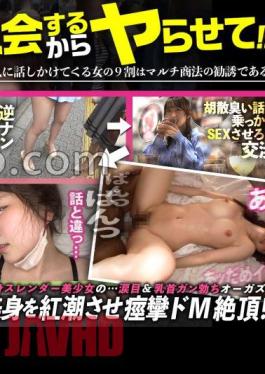 会するからヤらせて!!
人に話しかけてくる女の9割はマルチ商法の勧誘である
逆ナン
胡散臭い話
乗っか
SEXさせろ
交渉
ぱんつ
話と違っ…
スレンダー美少女の…涙目&乳首ガン勃ちオーガズ
身を紅潮させ痙攣ドM絶頂!